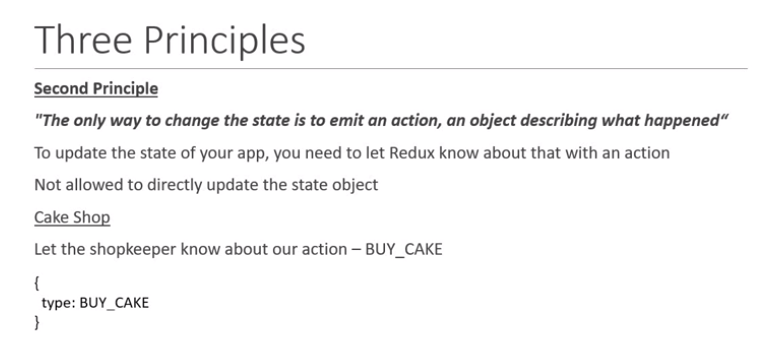 Three Principles
Second Principle
"The only way to change the state is to emit an action, an object describing what happened“
To update the state of your app, you need to let Redux know about that with an action
Not allowed to directly update the state object
Cake Shop
Let the shopkeeper know about our action – BUY_CAKE
{
type: BUY_CAKE
}